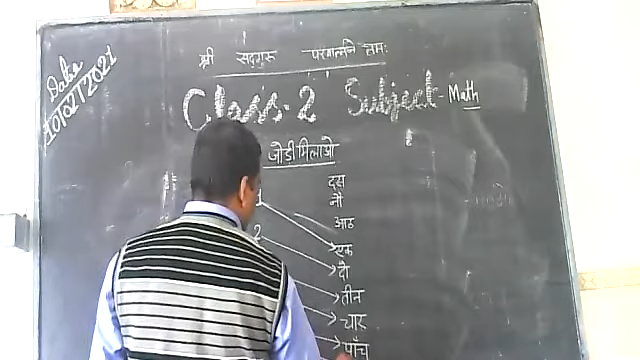 Date
10/02/2021
श्री सद्गुरु परमात्मने नमः
Class-2 Subject-Math
जोड़ी मिलाओ
दस
नौ
आठ
1 एक
2 दो
तीन
चार
पाँच